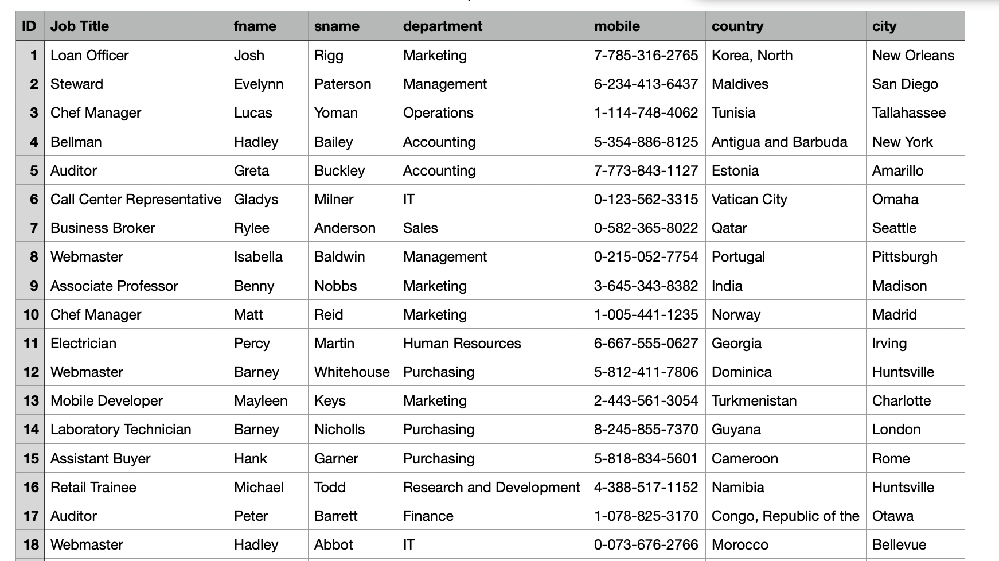 ID Job Title fname sname department mobile country city
1 Loan Officer Josh Rigg Marketing 7-785-316-2765 Korea, North New Orleans
2 Steward Evelynn Paterson Management 6-234-413-6437 Maldives San Diego
3 Chef Manager Lucas Yoman Operations 1-114-748-4062 Tunisia Tallahassee
4 Bellman Hadley Bailey Accounting 5-354-886-8125 Antigua and Barbuda New York
5 Auditor Greta Buckley Accounting 7-773-843-1127 Estonia Amarillo
6 Call Center Representative Gladys Milner IT 0-123-562-3315 Vatican City Omaha
7 Business Broker Rylee Anderson Sales 0-582-365-8022 Qatar Seattle
8 Webmaster Isabella Baldwin Management 0-215-052-7754 Portugal Pittsburgh
9 Associate Professor Benny Nobbs Marketing 3-645-343-8382 India Madison
10 Chef Manager Matt Reid Marketing 1-005-441-1235 Norway Madrid
11 Electrician Percy Martin Human Resources 6-667-555-0627 Georgia Irving
12 Webmaster Barney Whitehouse Purchasing 5-812-411-7806 Dominica Huntsville
13 Mobile Developer Mayleen Keys Marketing 2-443-561-3054 Turkmenistan Charlotte
14 Laboratory Technician Barney Nicholls Purchasing 8-245-855-7370 Guyana London
15 Assistant Buyer Hank Garner Purchasing 5-818-834-5601 Cameroon Rome
16 Retail Trainee Michael Todd Research and Development 4-388-517-1152 Namibia Huntsville
17 Auditor Peter Barrett Finance 1-078-825-3170 Congo, Republic of the Otawa
18 Webmaster Hadley Abbot IT 0-073-676-2766 Morocco Bellevue